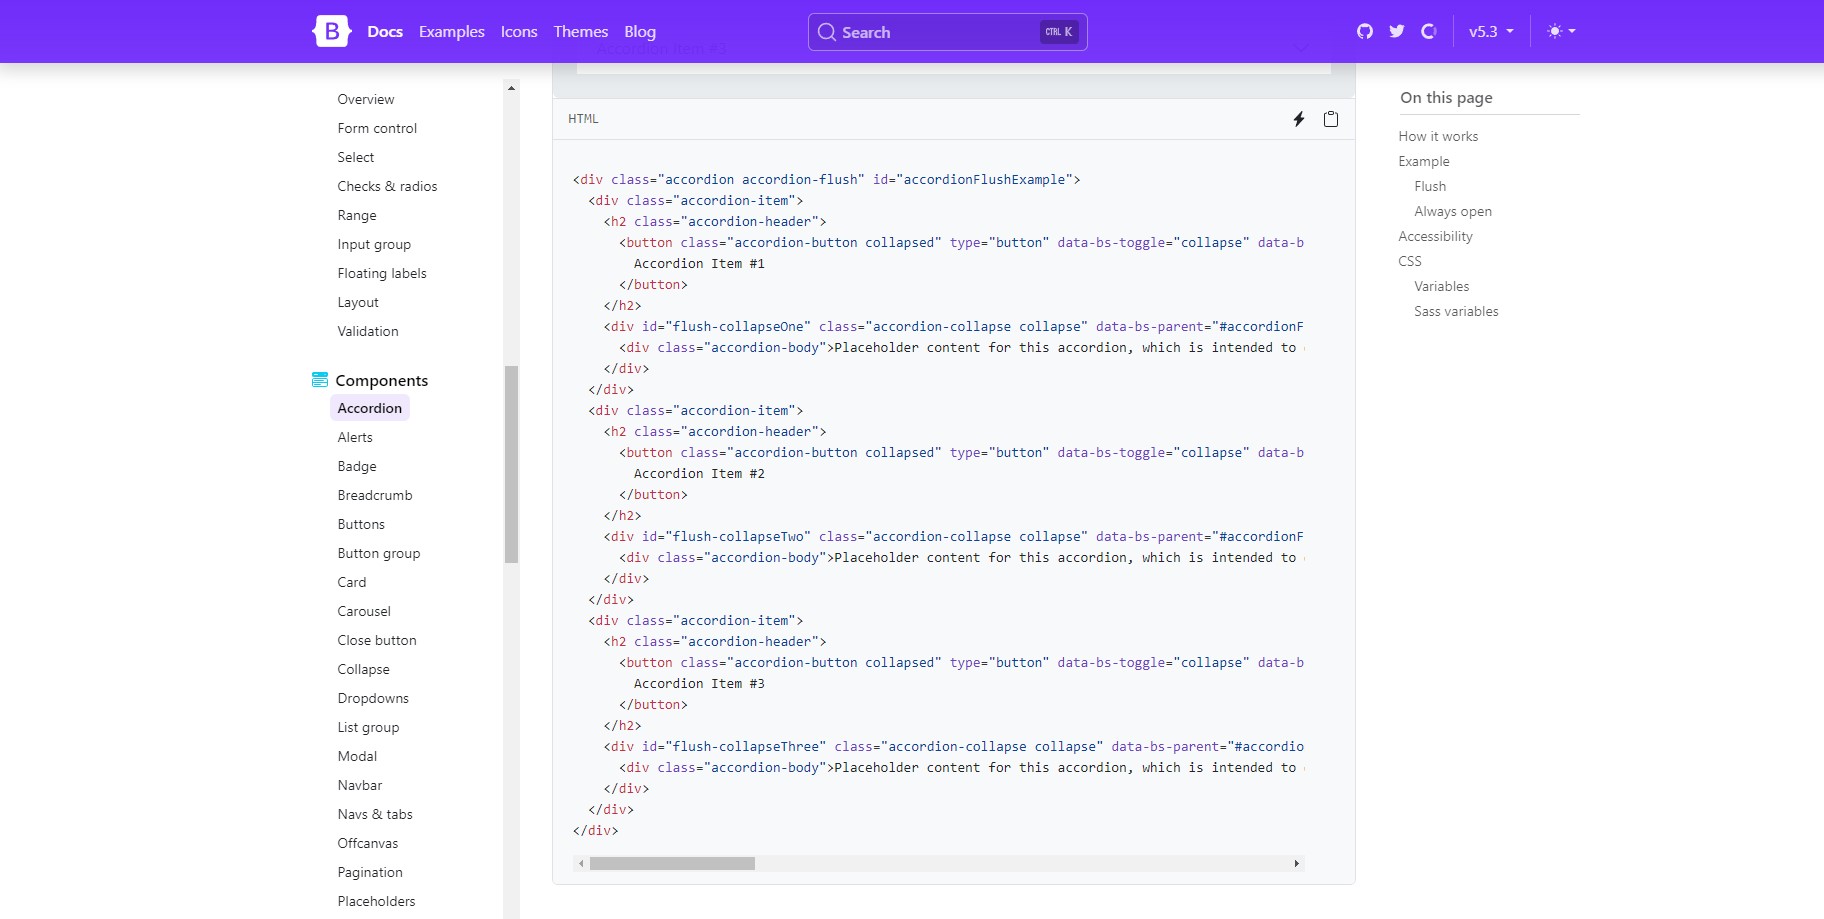 B Docs Examples Icons Themes Blog Search CTRL K v5.3
Accordion Item #3
Overview
Form control
Select
Checks & radios
Range
Input group
Floating labels
Layout
Validation
Components
Accordion
Alerts
Badge
Breadcrumb
Buttons
Button group
Card
Carousel
Close button
Collapse
Dropdowns
List group
Modal
Navbar
Navs & tabs
Offcanvas
Pagination
Placeholders
HTML
<div class="accordion accordion-flush" id="accordionFlushExample">
  <div class="accordion-item">
    <h2 class="accordion-header">
      <button class="accordion-button collapsed" type="button" data-bs-toggle="collapse" data-b
        Accordion Item #1
      </button>
    </h2>
    <div id="flush-collapseOne" class="accordion-collapse collapse" data-bs-parent="#accordionF
      <div class="accordion-body">Placeholder content for this accordion, which is intended to
    </div>
  </div>
  <div class="accordion-item">
    <h2 class="accordion-header">
      <button class="accordion-button collapsed" type="button" data-bs-toggle="collapse" data-b
        Accordion Item #2
      </button>
    </h2>
    <div id="flush-collapseTwo" class="accordion-collapse collapse" data-bs-parent="#accordionF
      <div class="accordion-body">Placeholder content for this accordion, which is intended to
    </div>
  </div>
  <div class="accordion-item">
    <h2 class="accordion-header">
      <button class="accordion-button collapsed" type="button" data-bs-toggle="collapse" data-b
        Accordion Item #3
      </button>
    </h2>
    <div id="flush-collapseThree" class="accordion-collapse collapse" data-bs-parent="#accordio
      <div class="accordion-body">Placeholder content for this accordion, which is intended to
    </div>
  </div>
</div>
On this page
How it works
Example
Flush
Always open
Accessibility
CSS
Variables
Sass variables